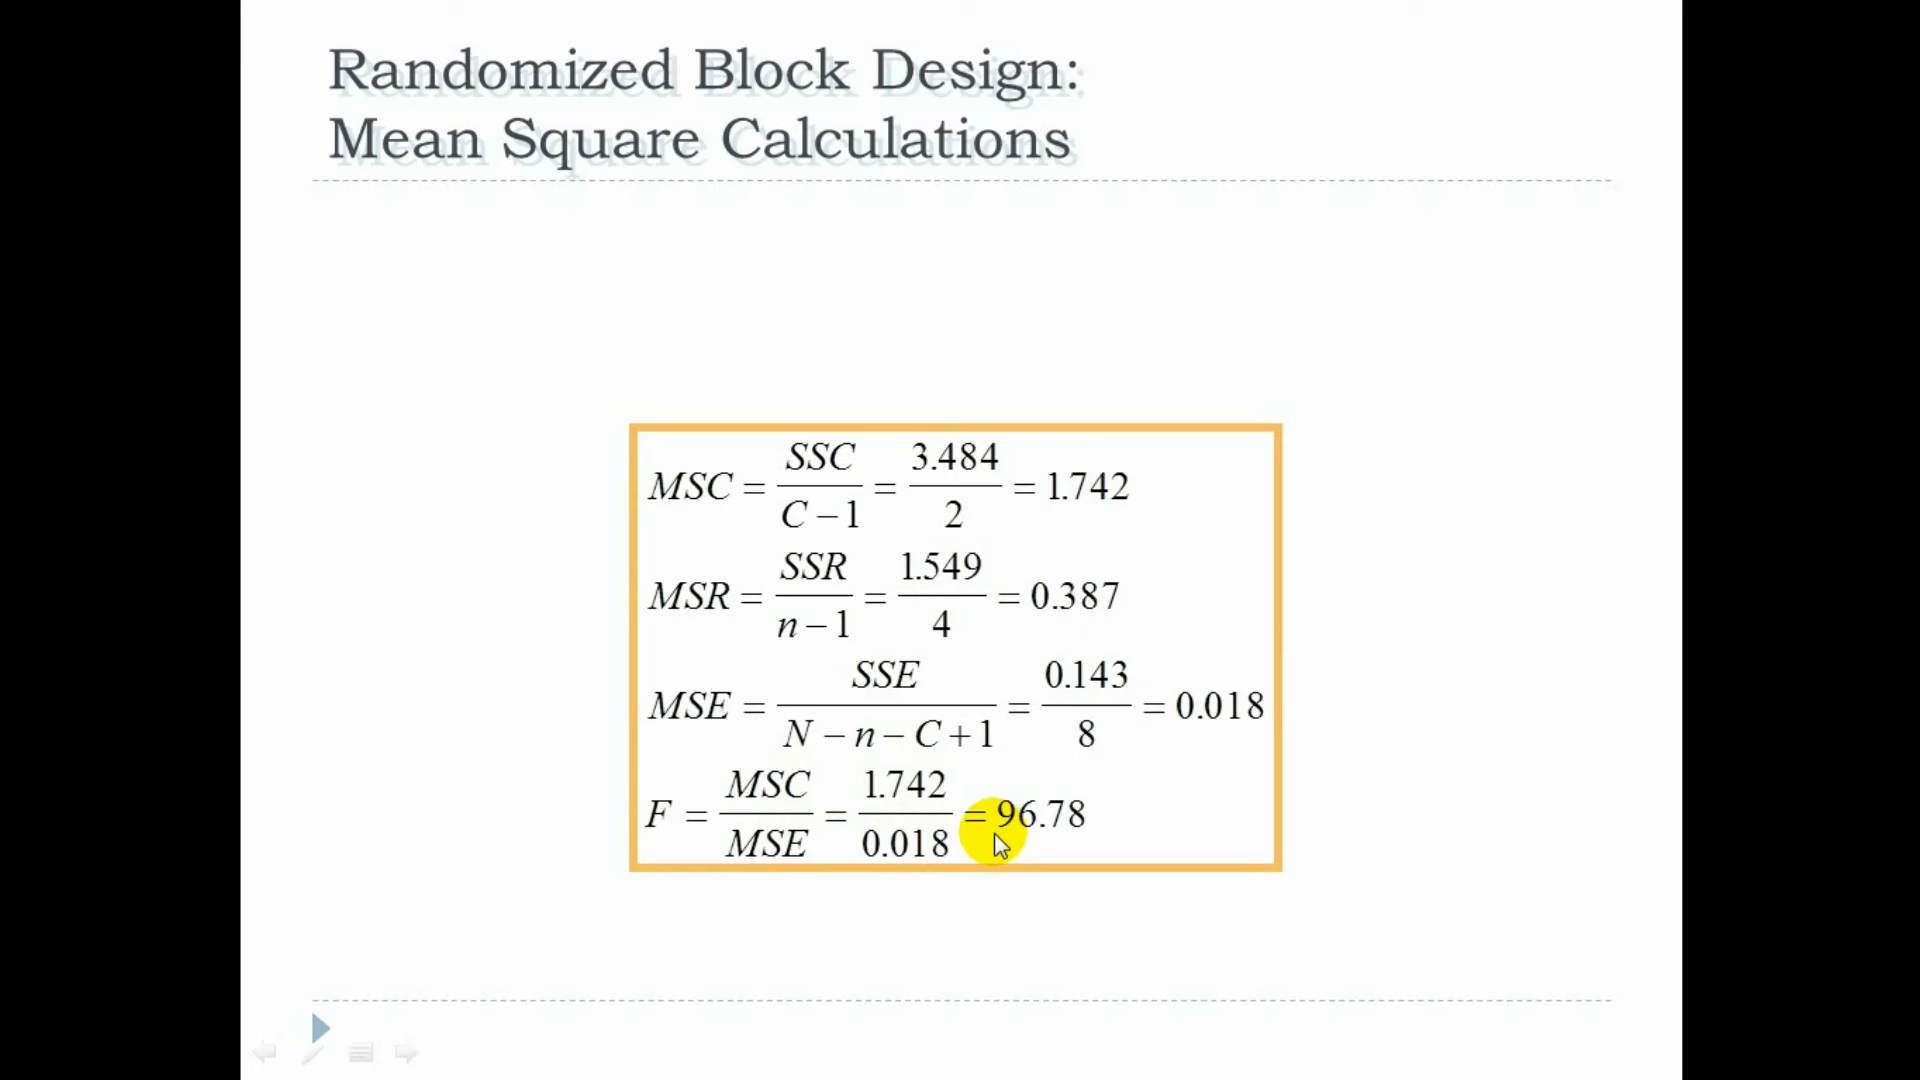 Randomized Block Design:
Mean Square Calculations
MSC = SSC / C − 1 = 3.484 / 2 = 1.742
MSR = SSR / n − 1 = 1.549 / 4 = 0.387
MSE = SSE / N − n − C + 1 = 0.143 / 8 = 0.018
F = MSC / MSE = 1.742 / 0.018 = 96.78